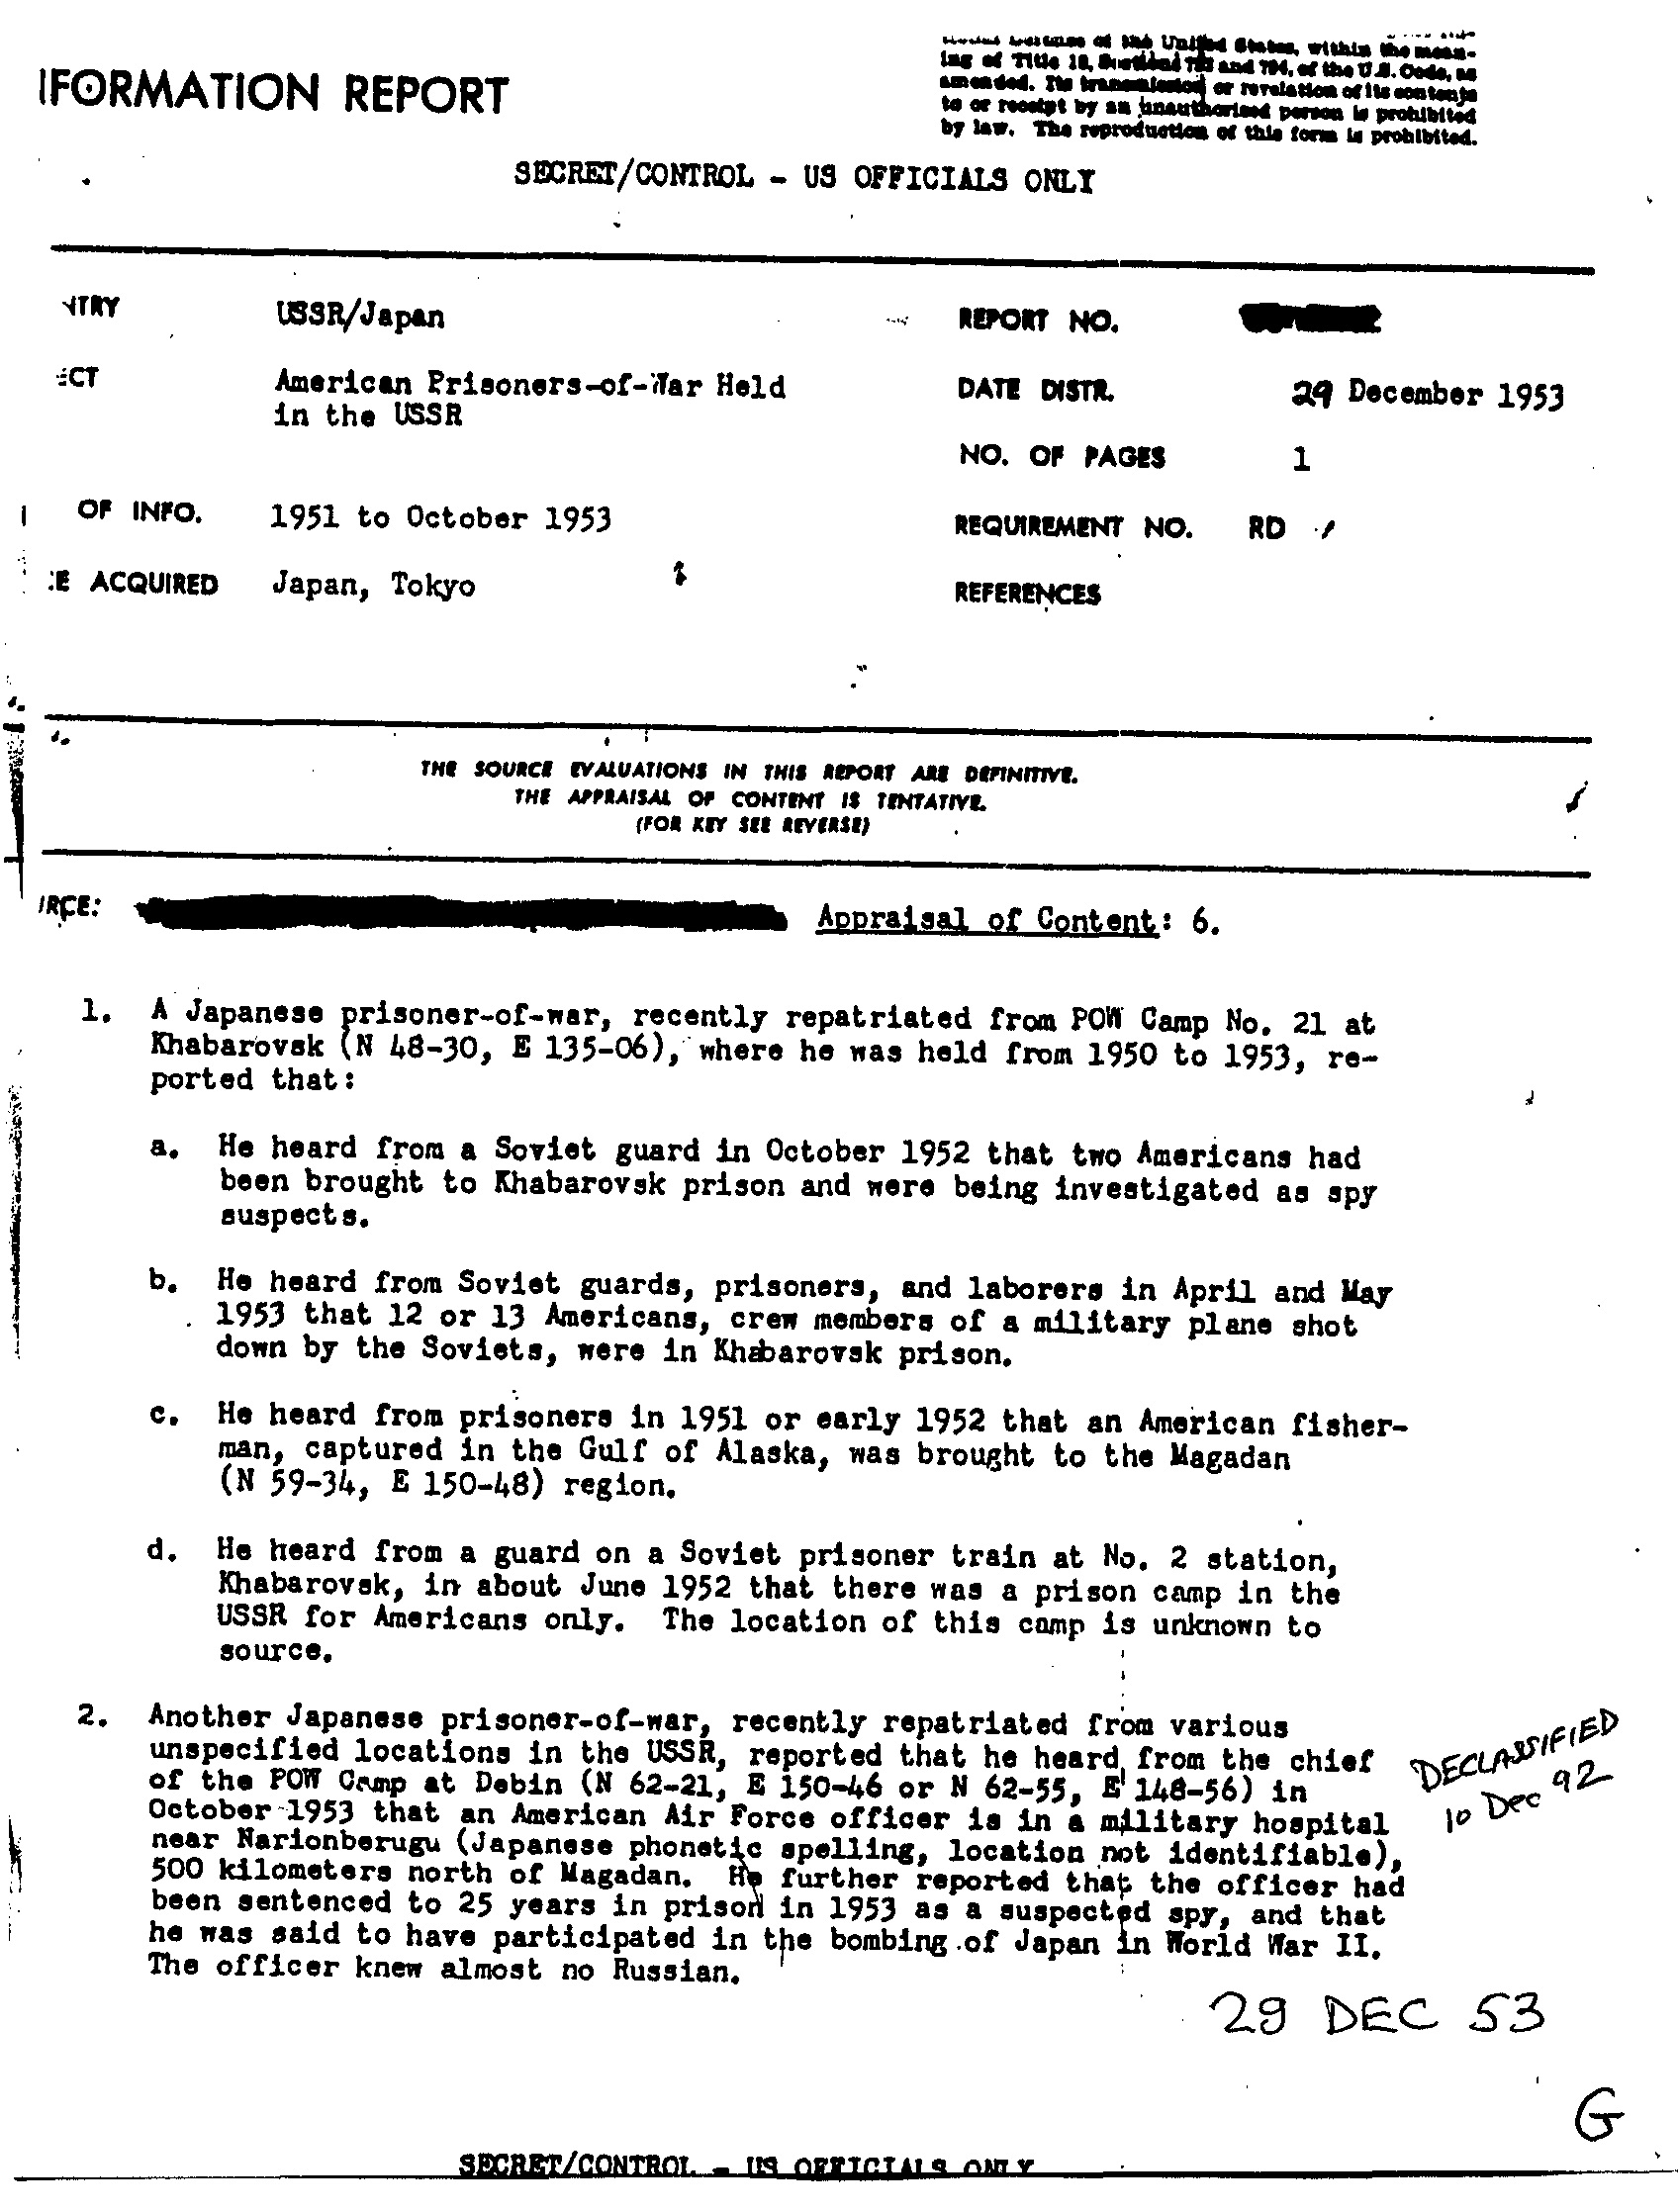 IFORMATION REPORT
of the United States, within the mean-
ing of Title 18, and 794, of the U.S. Code, as
amended. Its transmission or revelation of its contents
to or receipt by an unauthorised person is prohibited
by law. The reproduction of this form is prohibited.
SECRET/CONTROL - US OFFICIALS ONLY
NTRY USSR/Japan REPORT NO.
ECT American Prisoners-of-War Held DATE DISTR. 29 December 1953
in the USSR
NO. OF PAGES 1
OF INFO. 1951 to October 1953 REQUIREMENT NO. RD
E ACQUIRED Japan, Tokyo REFERENCES
THE SOURCE EVALUATIONS IN THIS REPORT ARE DEFINITIVE.
THE APPRAISAL OF CONTENT IS TENTATIVE.
(FOR KEY SEE REVERSE)
IRCE: Appraisal of Content: 6.
1. A Japanese prisoner-of-war, recently repatriated from POW Camp No. 21 at
Khabarovsk (N 48-30, E 135-06), where he was held from 1950 to 1953, re-
ported that:
a. He heard from a Soviet guard in October 1952 that two Americans had
been brought to Khabarovsk prison and were being investigated as spy
suspects.
b. He heard from Soviet guards, prisoners, and laborers in April and May
1953 that 12 or 13 Americans, crew members of a military plane shot
down by the Soviets, were in Khabarovsk prison.
c. He heard from prisoners in 1951 or early 1952 that an American fisher-
man, captured in the Gulf of Alaska, was brought to the Magadan
(N 59-34, E 150-48) region.
d. He heard from a guard on a Soviet prisoner train at No. 2 station,
Khabarovsk, in about June 1952 that there was a prison camp in the
USSR for Americans only. The location of this camp is unknown to
source.
2. Another Japanese prisoner-of-war, recently repatriated from various
unspecified locations in the USSR, reported that he heard from the chief
of the POW Camp at Debin (N 62-21, E 150-46 or N 62-55, E 148-56) in
October 1953 that an American Air Force officer is in a military hospital
near Narionberugu (Japanese phonetic spelling, location not identifiable),
500 kilometers north of Magadan. He further reported that the officer had
been sentenced to 25 years in prison in 1953 as a suspected spy, and that
he was said to have participated in the bombing of Japan in World War II.
The officer knew almost no Russian.
DECLASSIFIED
10 Dec 92
29 DEC 53
G
SECRET/CONTROL - US OFFICIALS ONLY